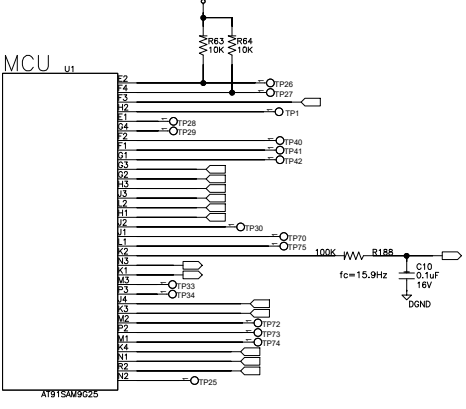 MCU
U1
R63
10K
R64
10K
E2
TP26
F4
TP27
F3
H2
TP1
E1
TP28
G4
TP29
F2
TP40
F1
TP41
G1
TP42
G3
G2
H3
J3
L2
H1
J2
TP30
J1
TP70
L1
TP75
K2
100K
R188
N3
fc=15.9Hz
C10
0.1uF
16V
K1
M3
TP33
P3
TP34
DGND
J4
K3
M2
TP72
P2
TP73
M1
TP74
K4
N1
R2
N2
TP25
AT91SAM9G25